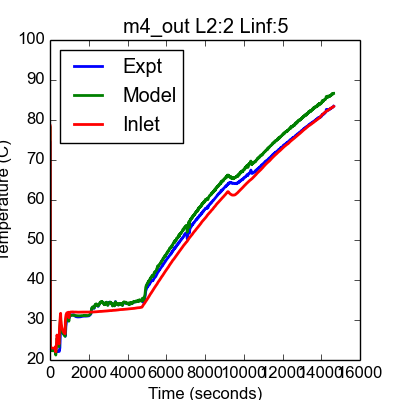 m4_out L2:2 Linf:5
100
90
80
70
60
50
40
30
20
Temperature (C)
Expt
Model
Inlet
0 2000 4000 6000 8000 10000 12000 14000 16000
Time (seconds)